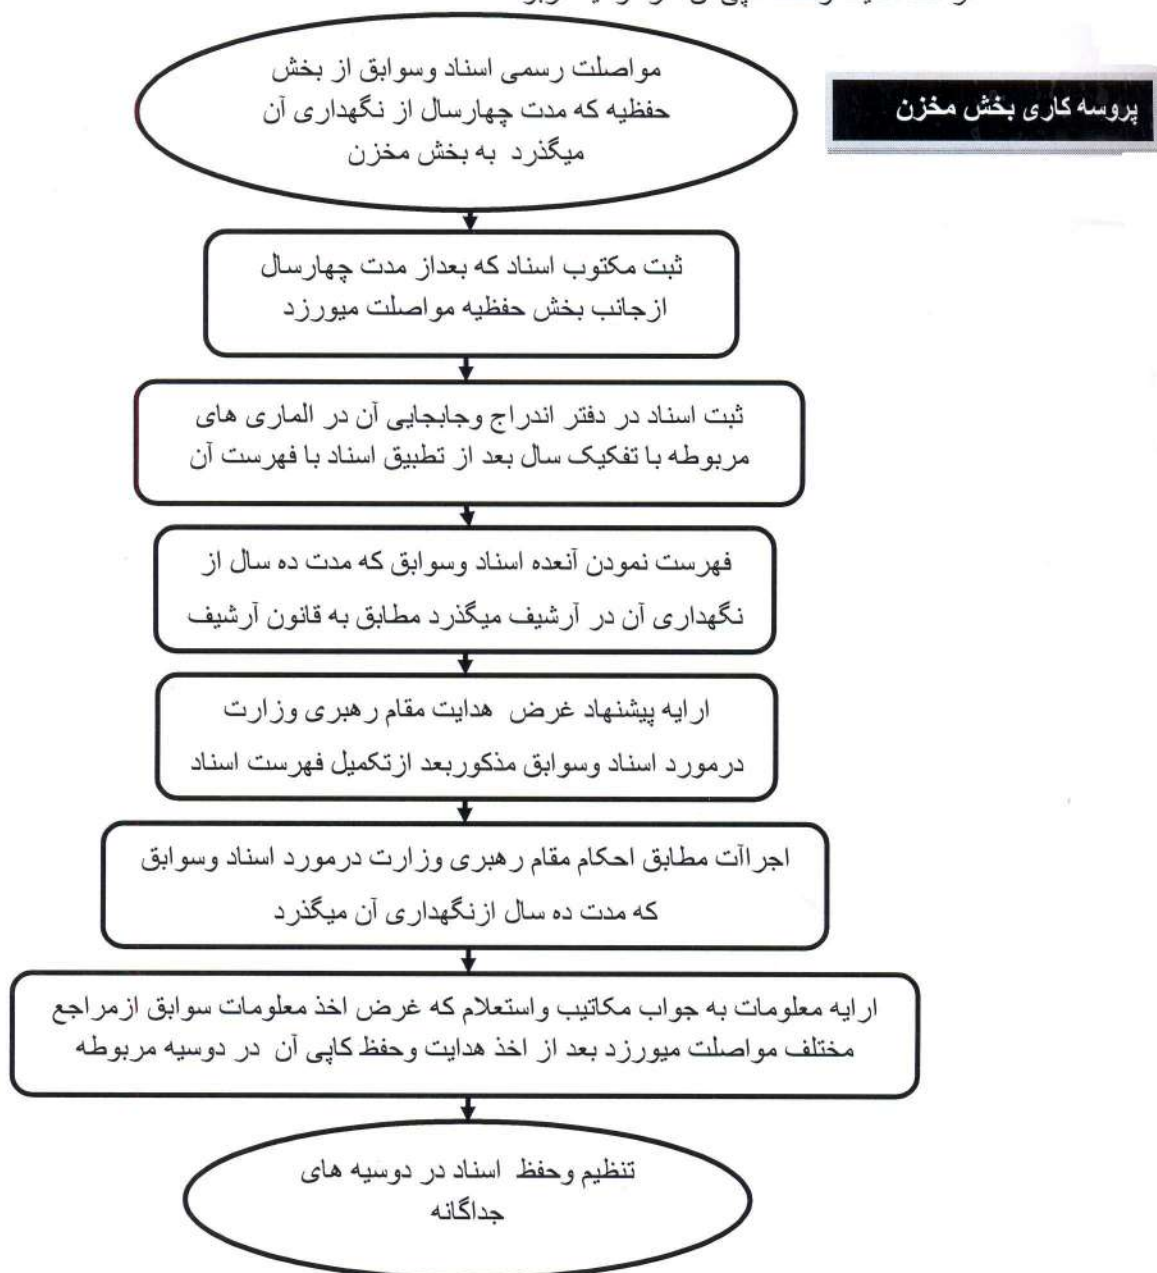 پروسه کاری بخش مخزن
مواصلت رسمی اسناد وسوابق از بخش
حفظیه که مدت چهارسال از نگهداری آن
میگذرد به بخش مخزن
ثبت مکتوب اسناد که بعداز مدت چهارسال
ازجانب بخش حفظیه مواصلت میورزد
ثبت اسناد در دفتر اندراج وجابجایی آن در الماری های
مربوطه با تفکیک سال بعد از تطبیق اسناد با فهرست آن
فهرست نمودن آنعده اسناد وسوابق که مدت ده سال از
نگهداری آن در آرشیف میگذرد مطابق به قانون آرشیف
ارایه پیشنهاد غرض هدایت مقام رهبری وزارت
درمورد اسناد وسوابق مذکوربعد ازتکمیل فهرست اسناد
اجراآت مطابق احکام مقام رهبری وزارت درمورد اسناد وسوابق
که مدت ده سال ازنگهداری آن میگذرد
ارایه معلومات به جواب مکاتیب واستعلام که غرض اخذ معلومات سوابق ازمراجع
مختلف مواصلت میورزد بعد از اخذ هدایت وحفظ کاپی آن در دوسیه مربوطه
تنظیم وحفظ اسناد در دوسیه های
جداگانه